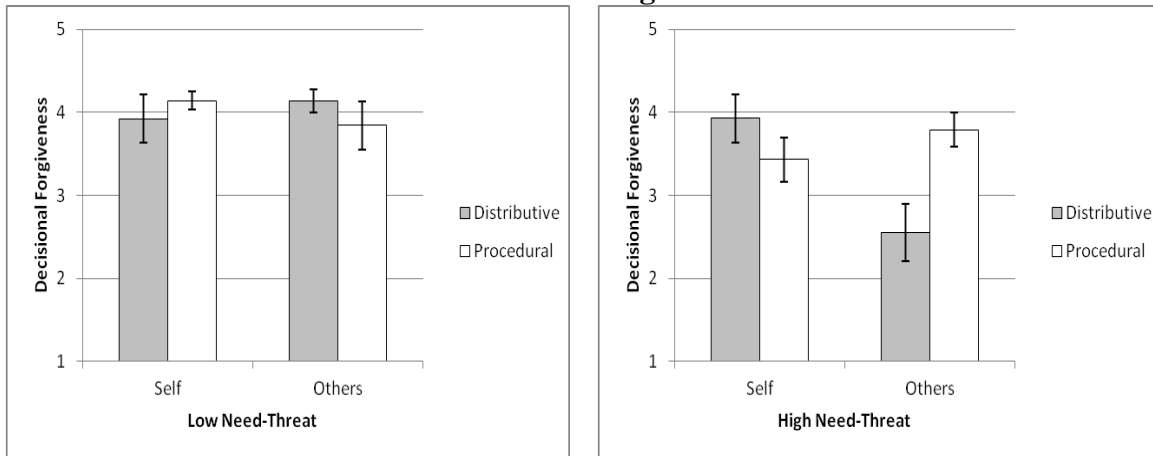 g
5
4
3
2
1
Decisional Forgiveness
Self
Others
Low Need-Threat
Distributive
Procedural
5
4
3
2
1
Decisional Forgiveness
Self
Others
High Need-Threat
Distributive
Procedural